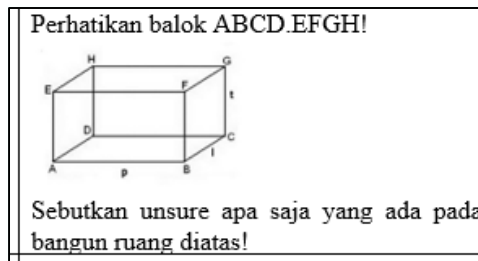 Perhatikan balok ABCD.EFGH!
H G
E F
t
D C
l
A B
p
Sebutkan unsure apa saja yang ada pada
bangun ruang diatas!